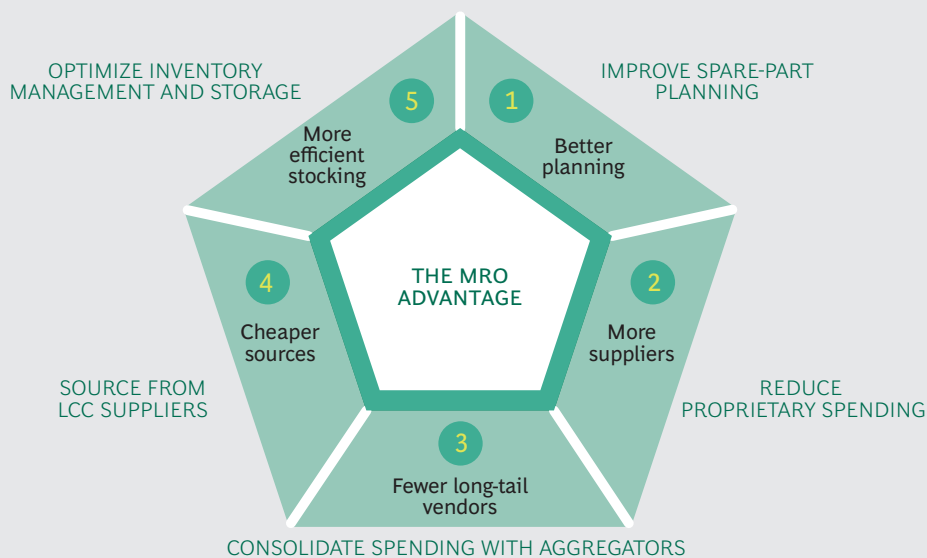 OPTIMIZE INVENTORY
MANAGEMENT AND STORAGE
IMPROVE SPARE-PART
PLANNING
5
More
efficient
stocking
1
Better
planning
THE MRO
ADVANTAGE
4
Cheaper
sources
2
More
suppliers
SOURCE FROM
LCC SUPPLIERS
REDUCE
PROPRIETARY SPENDING
3
Fewer long-tail
vendors
CONSOLIDATE SPENDING WITH AGGREGATORS